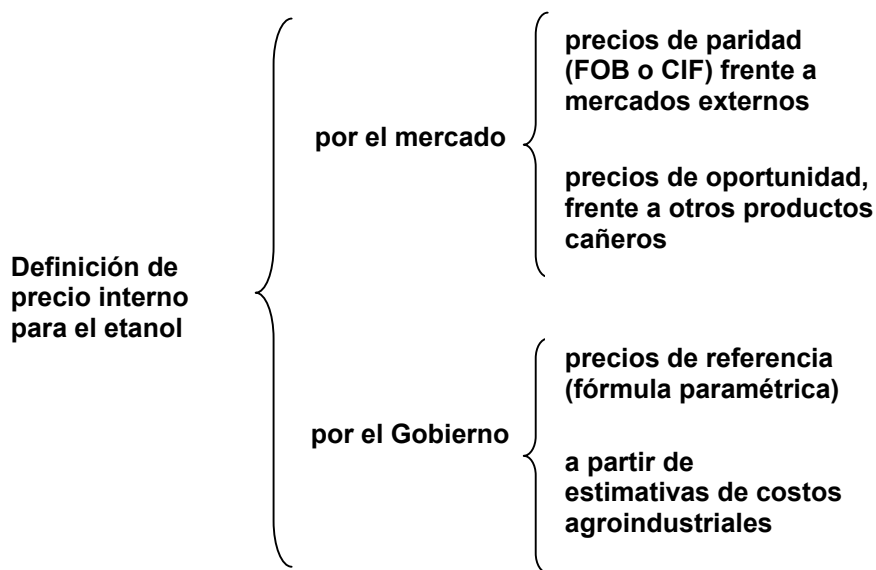 Definición de
precio interno
para el etanol
por el mercado
precios de paridad
(FOB o CIF) frente a
mercados externos
precios de oportunidad,
frente a otros productos
cañeros
por el Gobierno
precios de referencia
(fórmula paramétrica)
a partir de
estimativas de costos
agroindustriales